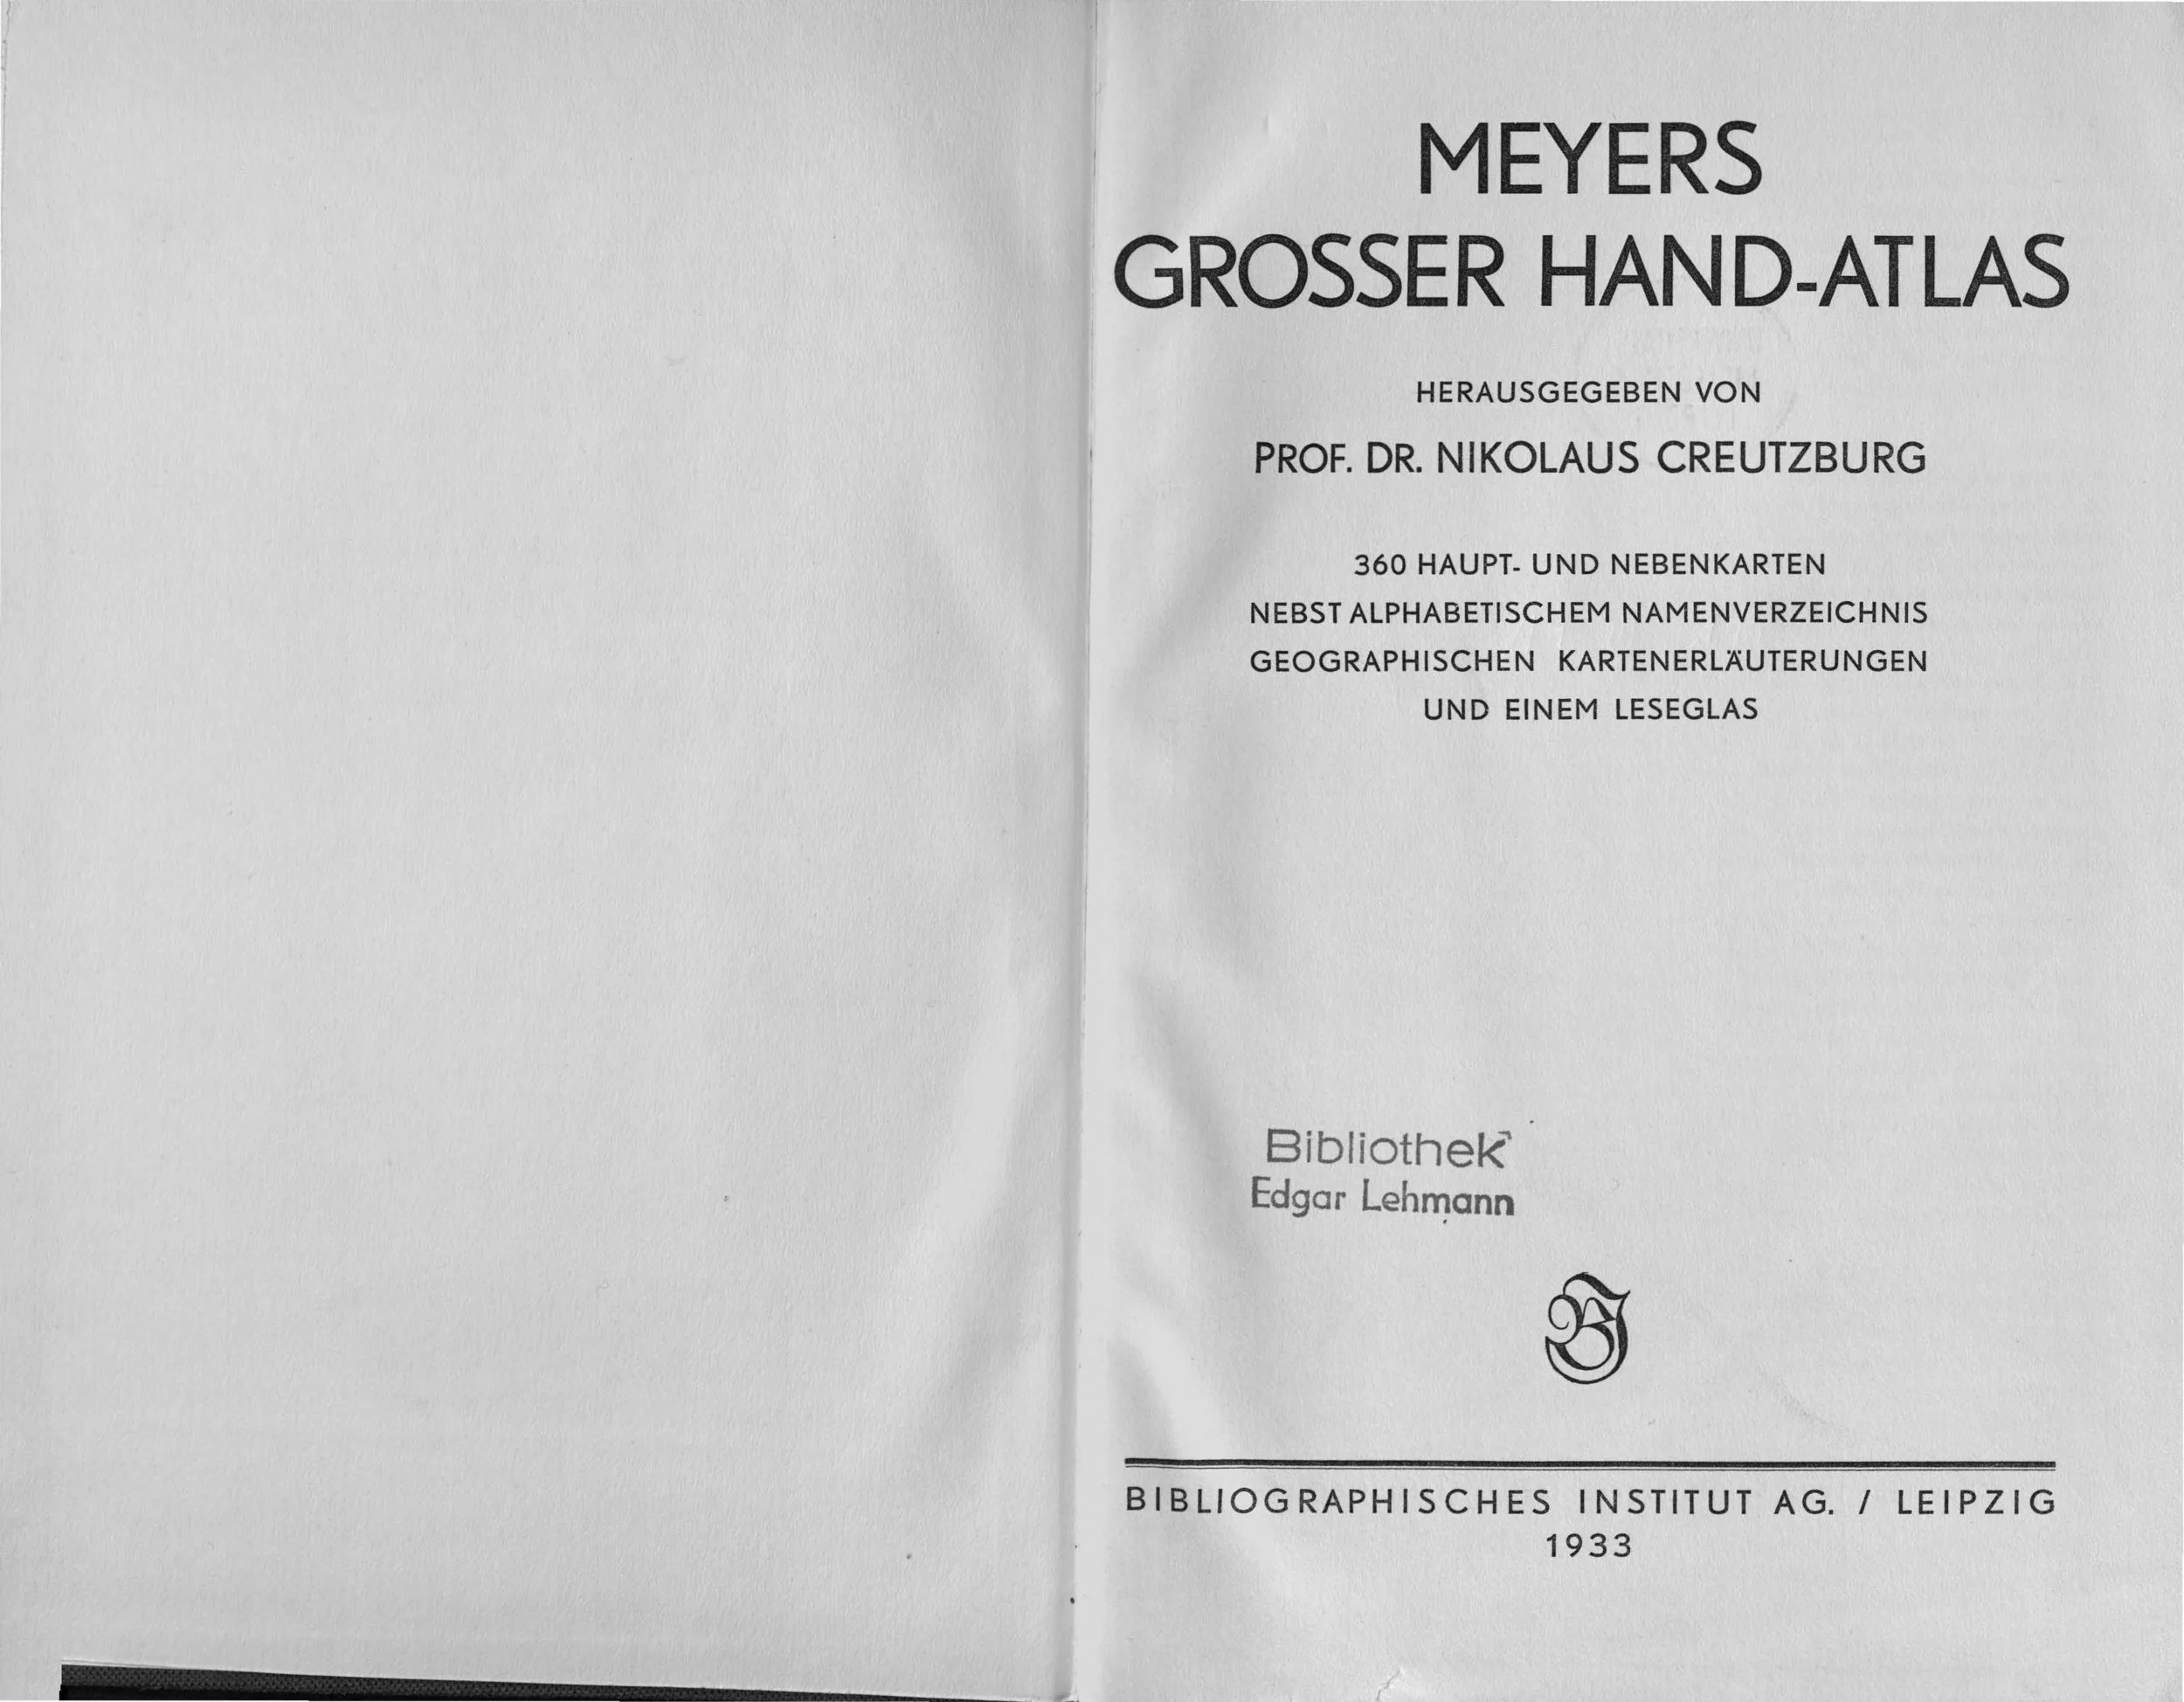 MEYERS
GROSSER HAND-ATLAS
HERAUSGEGEBEN VON
PROF. DR. NIKOLAUS CREUTZBURG
360 HAUPT- UND NEBENKARTEN
NEBST ALPHABETISCHEM NAMENVERZEICHNIS
GEOGRAPHISCHEN KARTENERLÄUTERUNGEN
UND EINEM LESEGLAS
Bibliothek
Edgar Lehmann
BIBLIOGRAPHISCHES INSTITUT AG. / LEIPZIG
1933